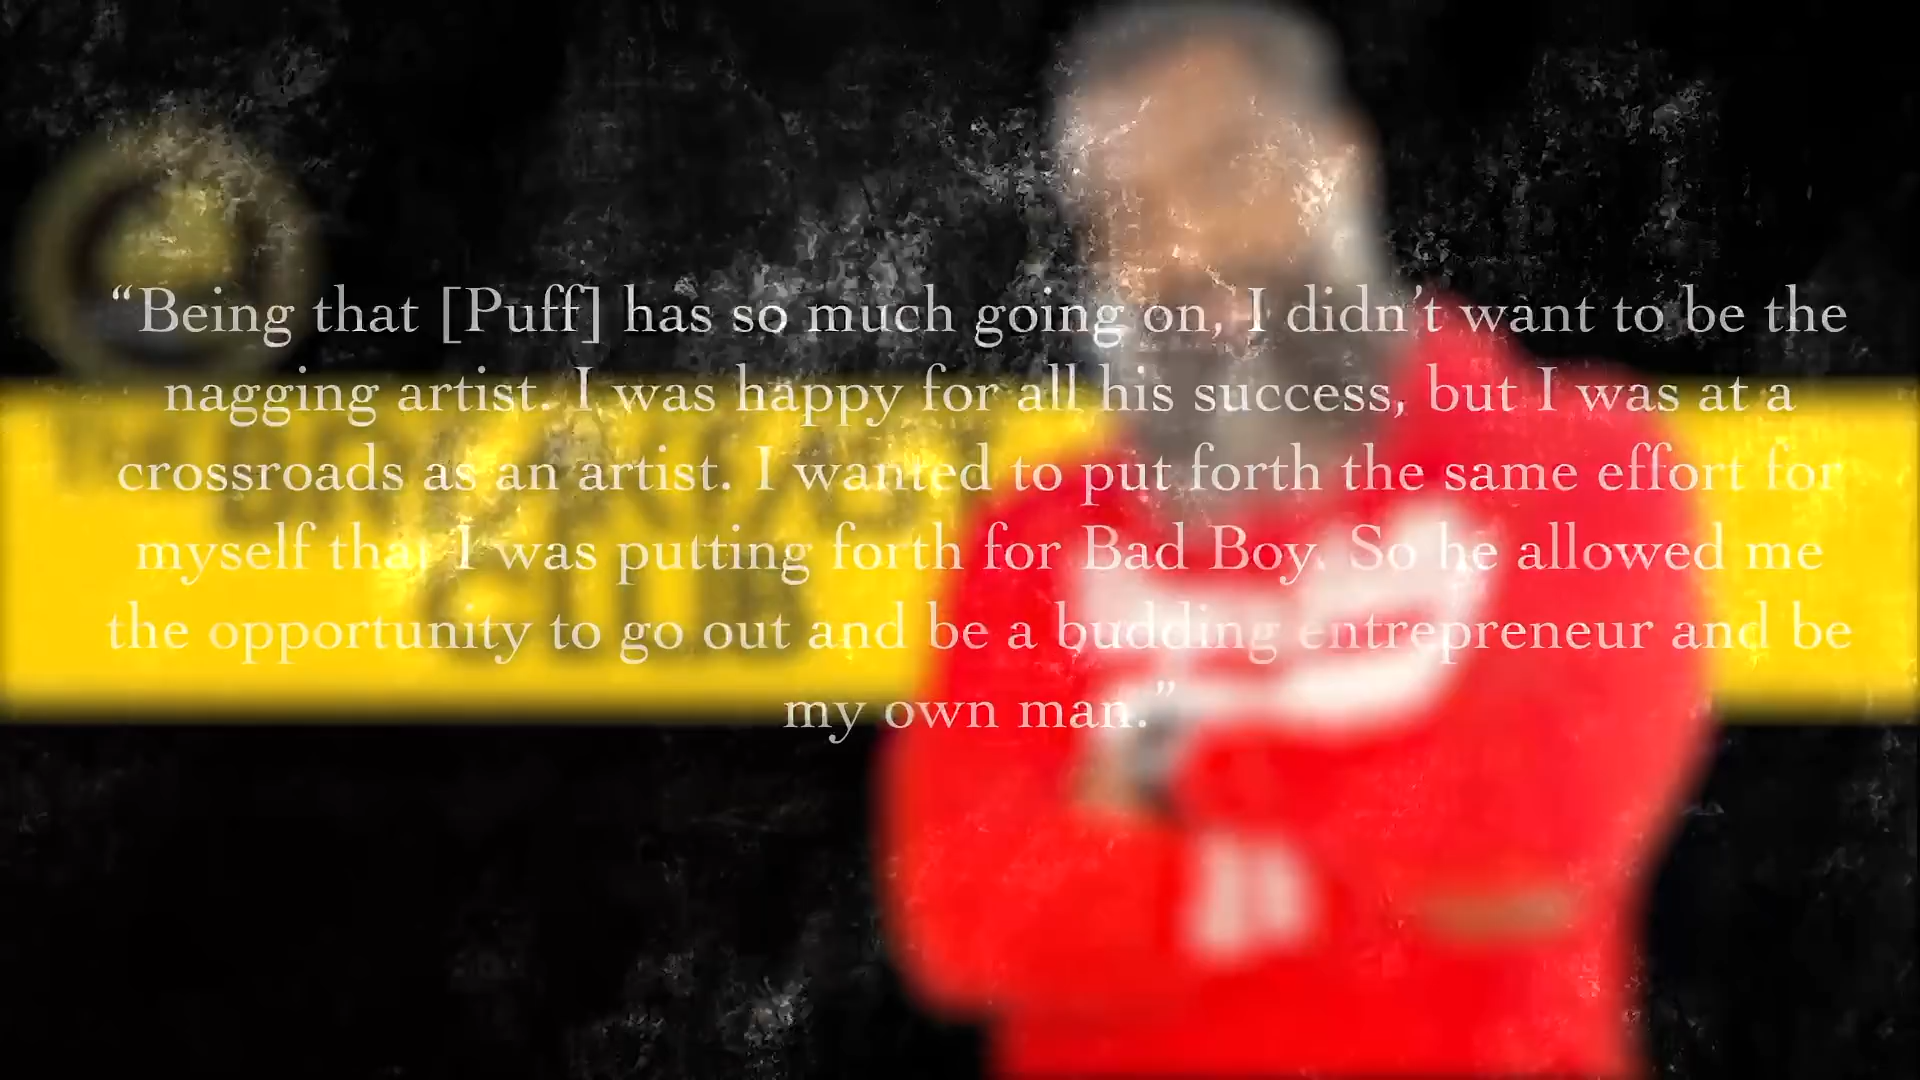 “Being that [Puff] has so much going on, I didn’t want to be the
nagging artist. I was happy for all his success, but I was at a
crossroads as an artist. I wanted to put forth the same effort for
myself that I was putting forth for Bad Boy. So he allowed me
the opportunity to go out and be a budding entrepreneur and be
my own man.”